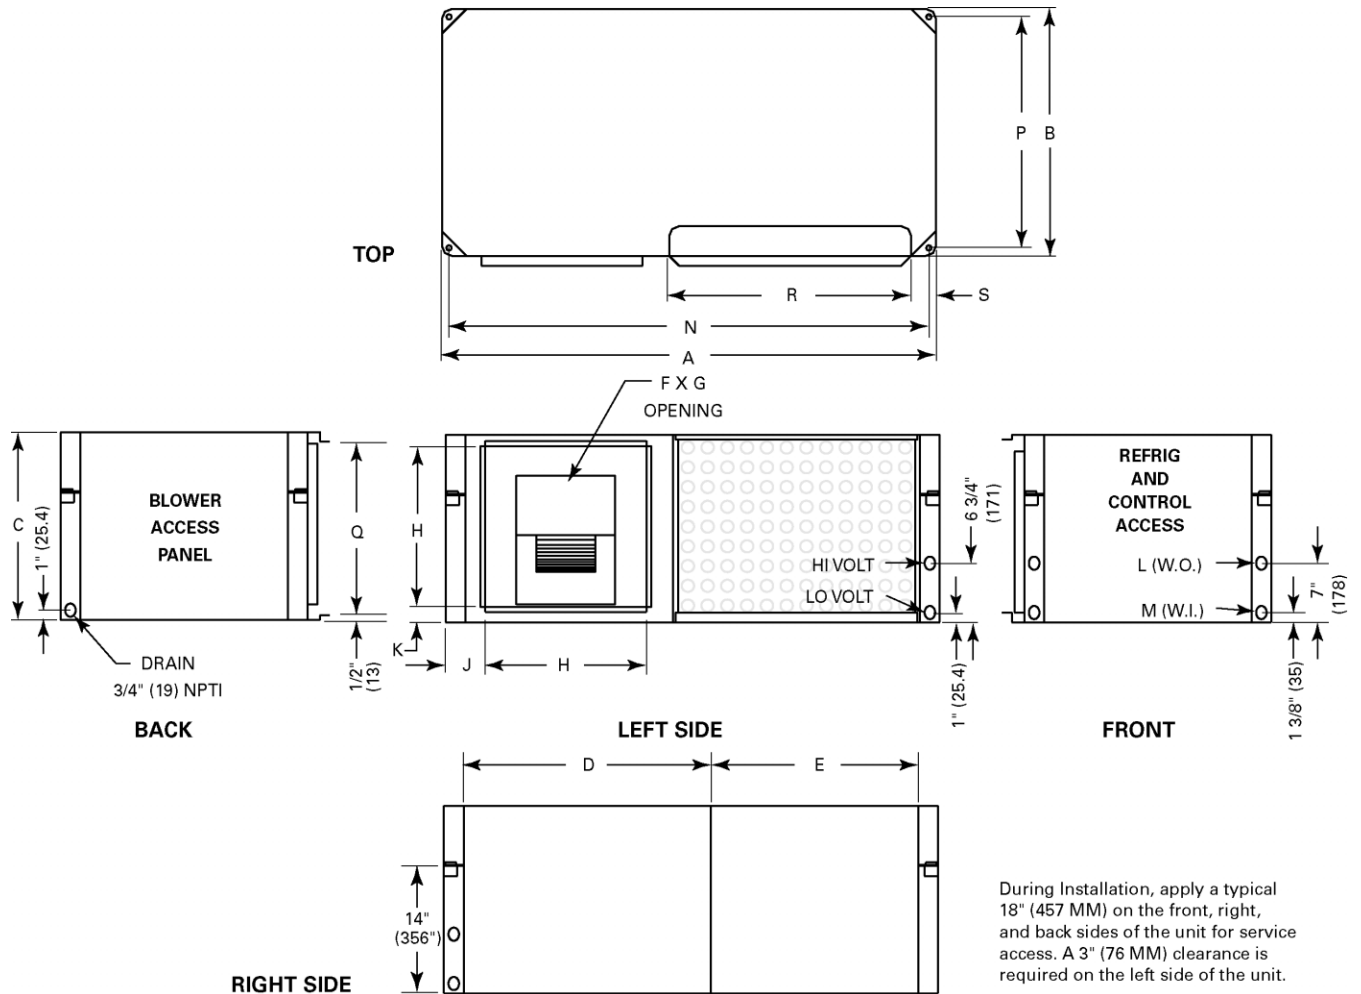 TOP
P
B
R
S
N
A
F X G
OPENING
C
1" (25.4)
BLOWER
ACCESS
PANEL
Q
1/2"
(13)
DRAIN
3/4" (19) NPTI
BACK
H
K
J
H
HI VOLT
LO VOLT
6 3/4"
(171)
1" (25.4)
LEFT SIDE
REFRIG
AND
CONTROL
ACCESS
L (W.O.)
M (W.I.)
7"
(178)
1 3/8" (35)
FRONT
D
E
14"
(356")
RIGHT SIDE
During Installation, apply a typical
18" (457 MM) on the front, right,
and back sides of the unit for service
access. A 3" (76 MM) clearance is
required on the left side of the unit.